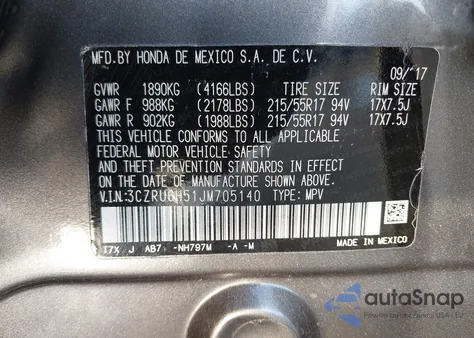 MFD.BY HONDA DE MEXICO S.A. DE C.V.
09/'17
GVWR 1890KG (4166LBS) TIRE SIZE RIM SIZE
GAWR F 988KG (2178LBS) 215/55R17 94V 17X7.5J
GAWR R 902KG (1988LBS) 215/55R17 94V 17X7.5J
THIS VEHICLE CONFORMS TO ALL APPLICABLE
FEDERAL MOTOR VEHICLE SAFETY
AND THEFT PREVENTION STANDARDS IN EFFECT
ON THE DATE OF MANUFACTURE SHOWN ABOVE.
V.I.N:3CZRU6H51JM705140 TYPE: MPV
T7X J AB7 -NH797M -A -M
MADE IN MEXICO
autoSnap